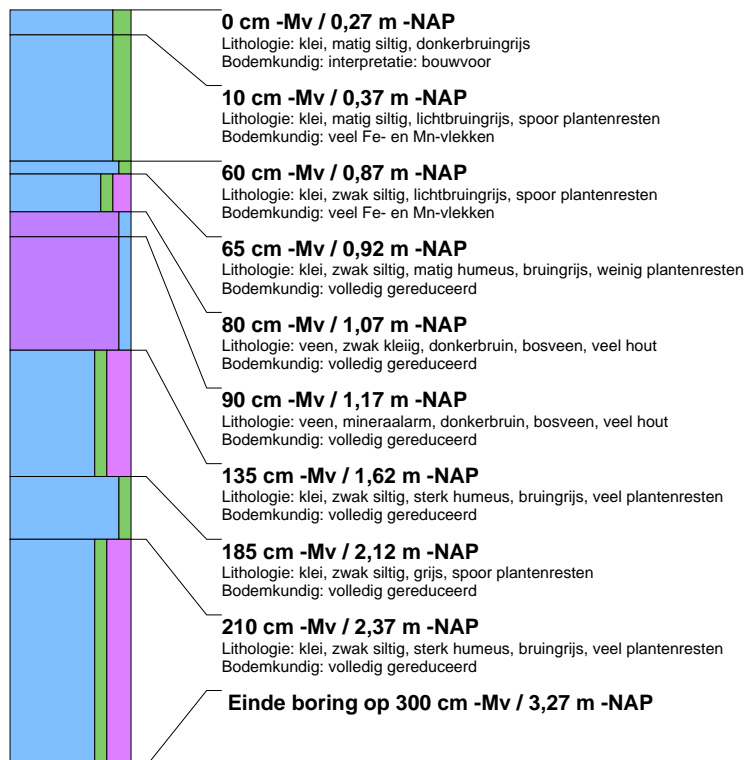 0 cm -Mv / 0,27 m -NAP
Lithologie: klei, matig siltig, donkerbruingrijs
Bodemkundig: interpretatie: bouwvoor
10 cm -Mv / 0,37 m -NAP
Lithologie: klei, matig siltig, lichtbruingrijs, spoor plantenresten
Bodemkundig: veel Fe- en Mn-vlekken
60 cm -Mv / 0,87 m -NAP
Lithologie: klei, zwak siltig, lichtbruingrijs, spoor plantenresten
Bodemkundig: veel Fe- en Mn-vlekken
65 cm -Mv / 0,92 m -NAP
Lithologie: klei, zwak siltig, matig humeus, bruingrijs, weinig plantenresten
Bodemkundig: volledig gereduceerd
80 cm -Mv / 1,07 m -NAP
Lithologie: veen, zwak kleiig, donkerbruin, bosveen, veel hout
Bodemkundig: volledig gereduceerd
90 cm -Mv / 1,17 m -NAP
Lithologie: veen, mineraalarm, donkerbruin, bosveen, veel hout
Bodemkundig: volledig gereduceerd
135 cm -Mv / 1,62 m -NAP
Lithologie: klei, zwak siltig, sterk humeus, bruingrijs, veel plantenresten
Bodemkundig: volledig gereduceerd
185 cm -Mv / 2,12 m -NAP
Lithologie: klei, zwak siltig, grijs, spoor plantenresten
Bodemkundig: volledig gereduceerd
210 cm -Mv / 2,37 m -NAP
Lithologie: klei, zwak siltig, sterk humeus, bruingrijs, veel plantenresten
Bodemkundig: volledig gereduceerd
Einde boring op 300 cm -Mv / 3,27 m -NAP